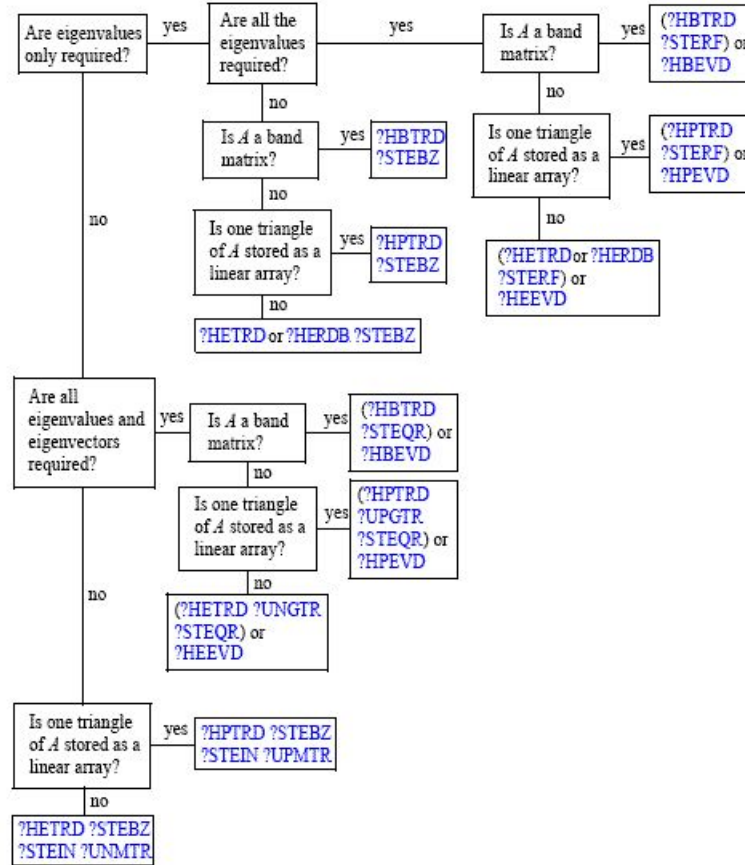 Are eigenvalues
only required?
yes
Are all the
eigenvalues
required?
yes
Is A a band
matrix?
yes
(?HBTRD
?STERF) or
?HBEVD
no
no
Is A a band
matrix?
yes
?HBTRD
?STEBZ
Is one triangle
of A stored as a
linear array?
yes
(?HPTRD
?STERF) or
?HPEVD
no
no
no
Is one triangle
of A stored as a
linear array?
yes
?HPTRD
?STEBZ
(?HETRD or ?HERDB
?STERF) or
?HEEVD
no
?HETRD or ?HERDB ?STEBZ
Are all
eigenvalues and
eigenvectors
required?
yes
Is A a band
matrix?
yes
(?HBTRD
?STEQR) or
?HBEVD
no
Is one triangle
of A stored as a
linear array?
yes
(?HPTRD
?UPGTR
?STEQR) or
?HPEVD
no
no
(?HETRD ?UNGTR
?STEQR) or
?HEEVD
Is one triangle
of A stored as a
linear array?
yes
?HPTRD ?STEBZ
?STEIN ?UPMTR
no
?HETRD ?STEBZ
?STEIN ?UNMTR